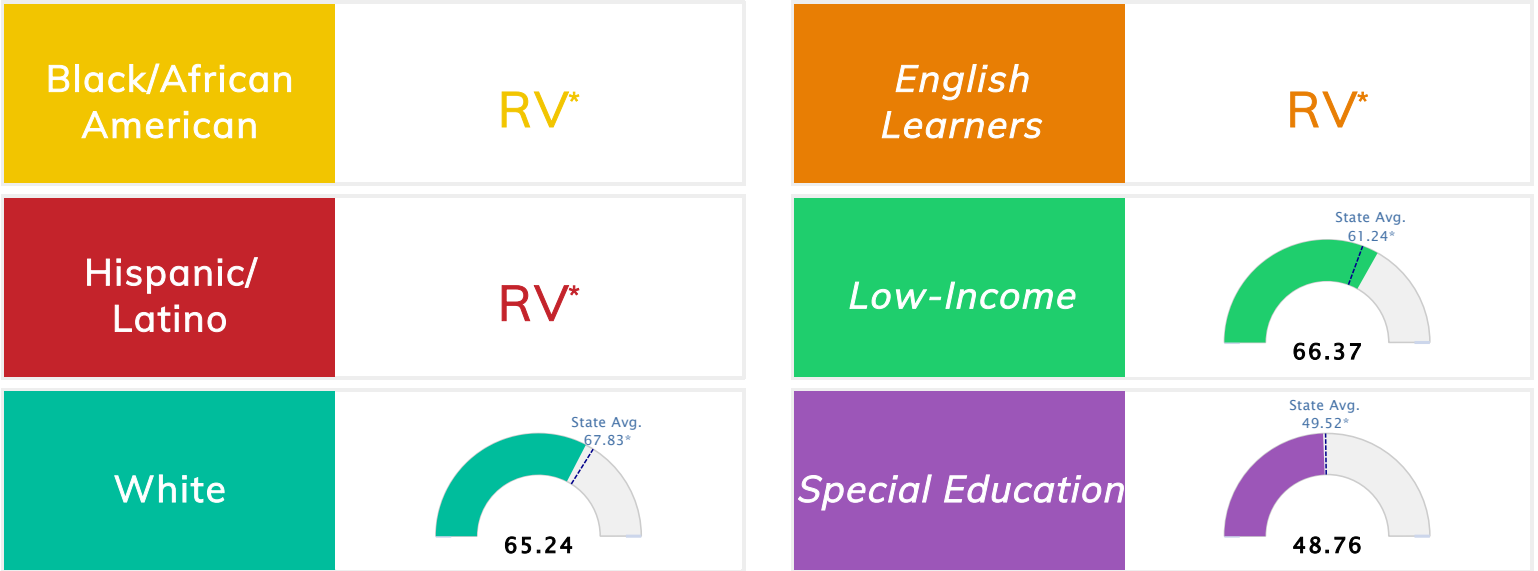 Black/African
American
RV*
English
Learners
RV*
Hispanic/
Latino
RV*
Low-Income
State Avg.
61.24*
66.37
White
State Avg.
67.83*
65.24
Special Education
State Avg.
49.52*
48.76